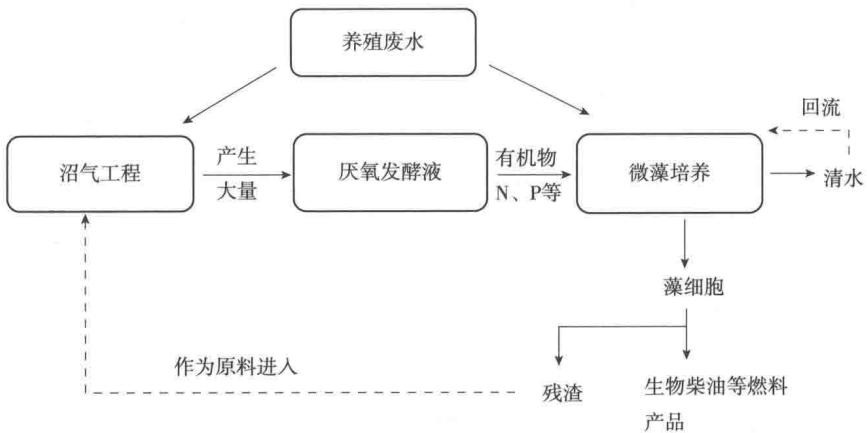 养殖废水
回流
沼气工程
产生
大量
厌氧发酵液
有机物
N、P等
微藻培养
清水
藻细胞
作为原料进入
残渣
生物柴油等燃料
产品